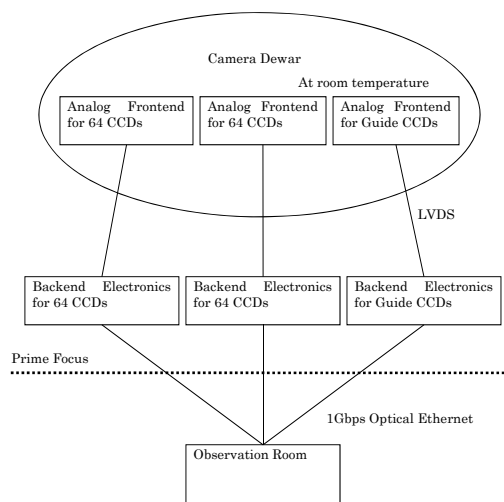 Camera Dewar
At room temperature
Analog Frontend
for 64 CCDs
Analog Frontend
for 64 CCDs
Analog Frontend
for Guide CCDs
LVDS
Backend Electronics
for 64 CCDs
Backend Electronics
for 64 CCDs
Backend Electronics
for Guide CCDs
Prime Focus
1Gbps Optical Ethernet
Observation Room